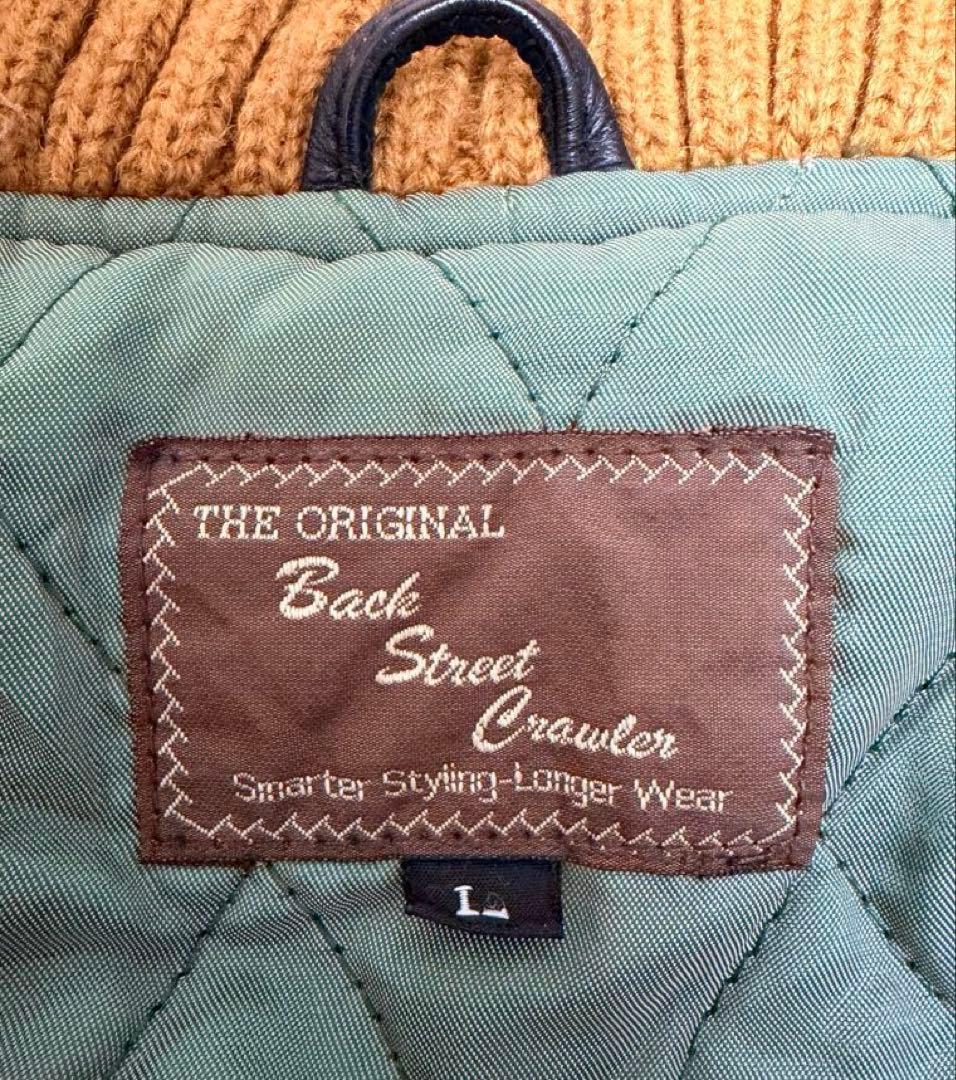 THE ORIGINAL
Back
Street
Crawler
Smarter Styling-Longer Wear